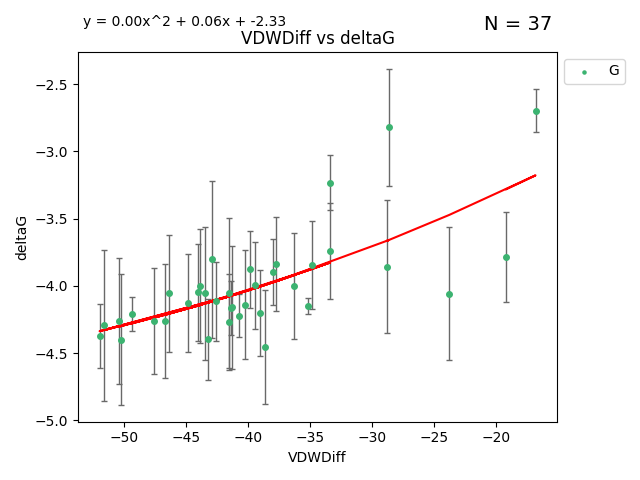 y = 0.00x^2 + 0.06x + -2.33
N = 37
VDWDiff vs deltaG
G
−2.5
−3.0
−3.5
−4.0
−4.5
−5.0
deltaG
−50
−45
−40
−35
−30
−25
−20
VDWDiff